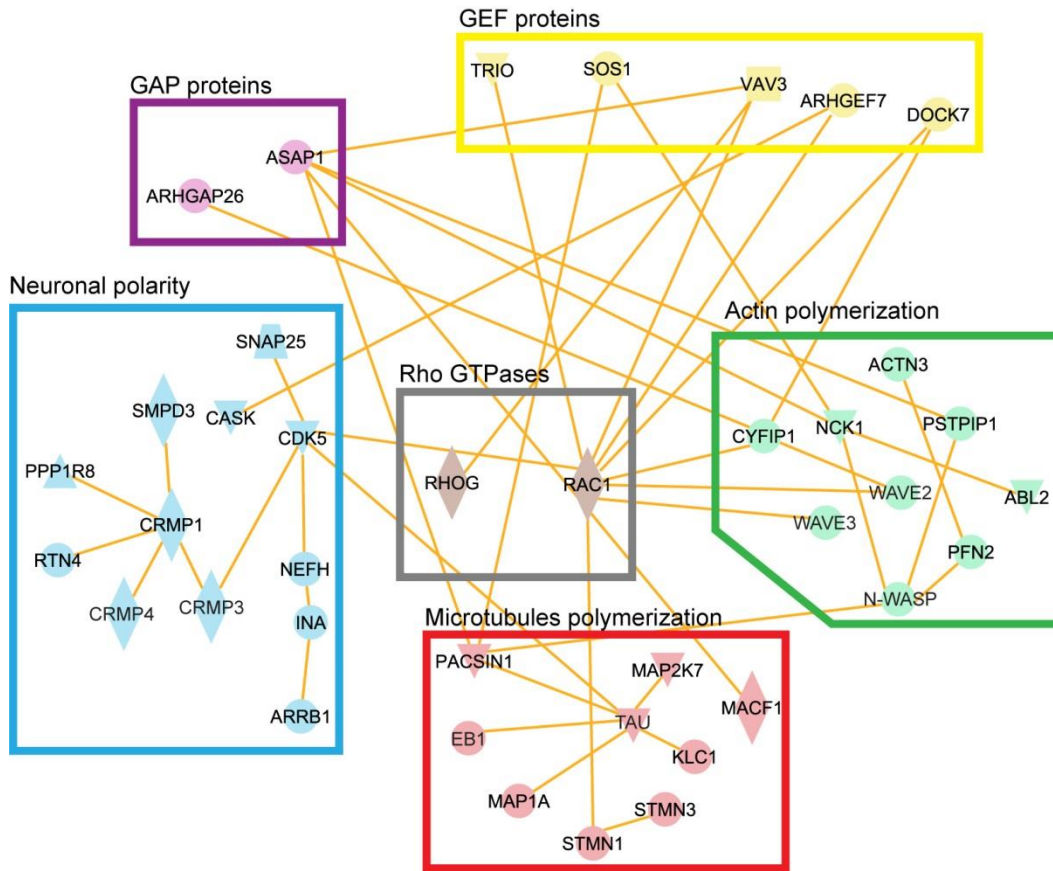 GEF proteins
TRIO
SOS1
VAV3
ARHGEF7
DOCK7
GAP proteins
ASAP1
ARHGAP26
Neuronal polarity
SNAP25
SMPD3
CASK
CDK5
PPP1R8
CRMP1
RTN4
NEFH
CRMP4
CRMP3
INA
ARRB1
Rho GTPases
RHOG
RAC1
Actin polymerization
ACTN3
CYFIP1
NCK1
PSTPIP1
WAVE2
ABL2
WAVE3
PFN2
N-WASP
Microtubules polymerization
PACSIN1
MAP2K7
MACF1
TAU
EB1
KLC1
MAP1A
STMN3
STMN1